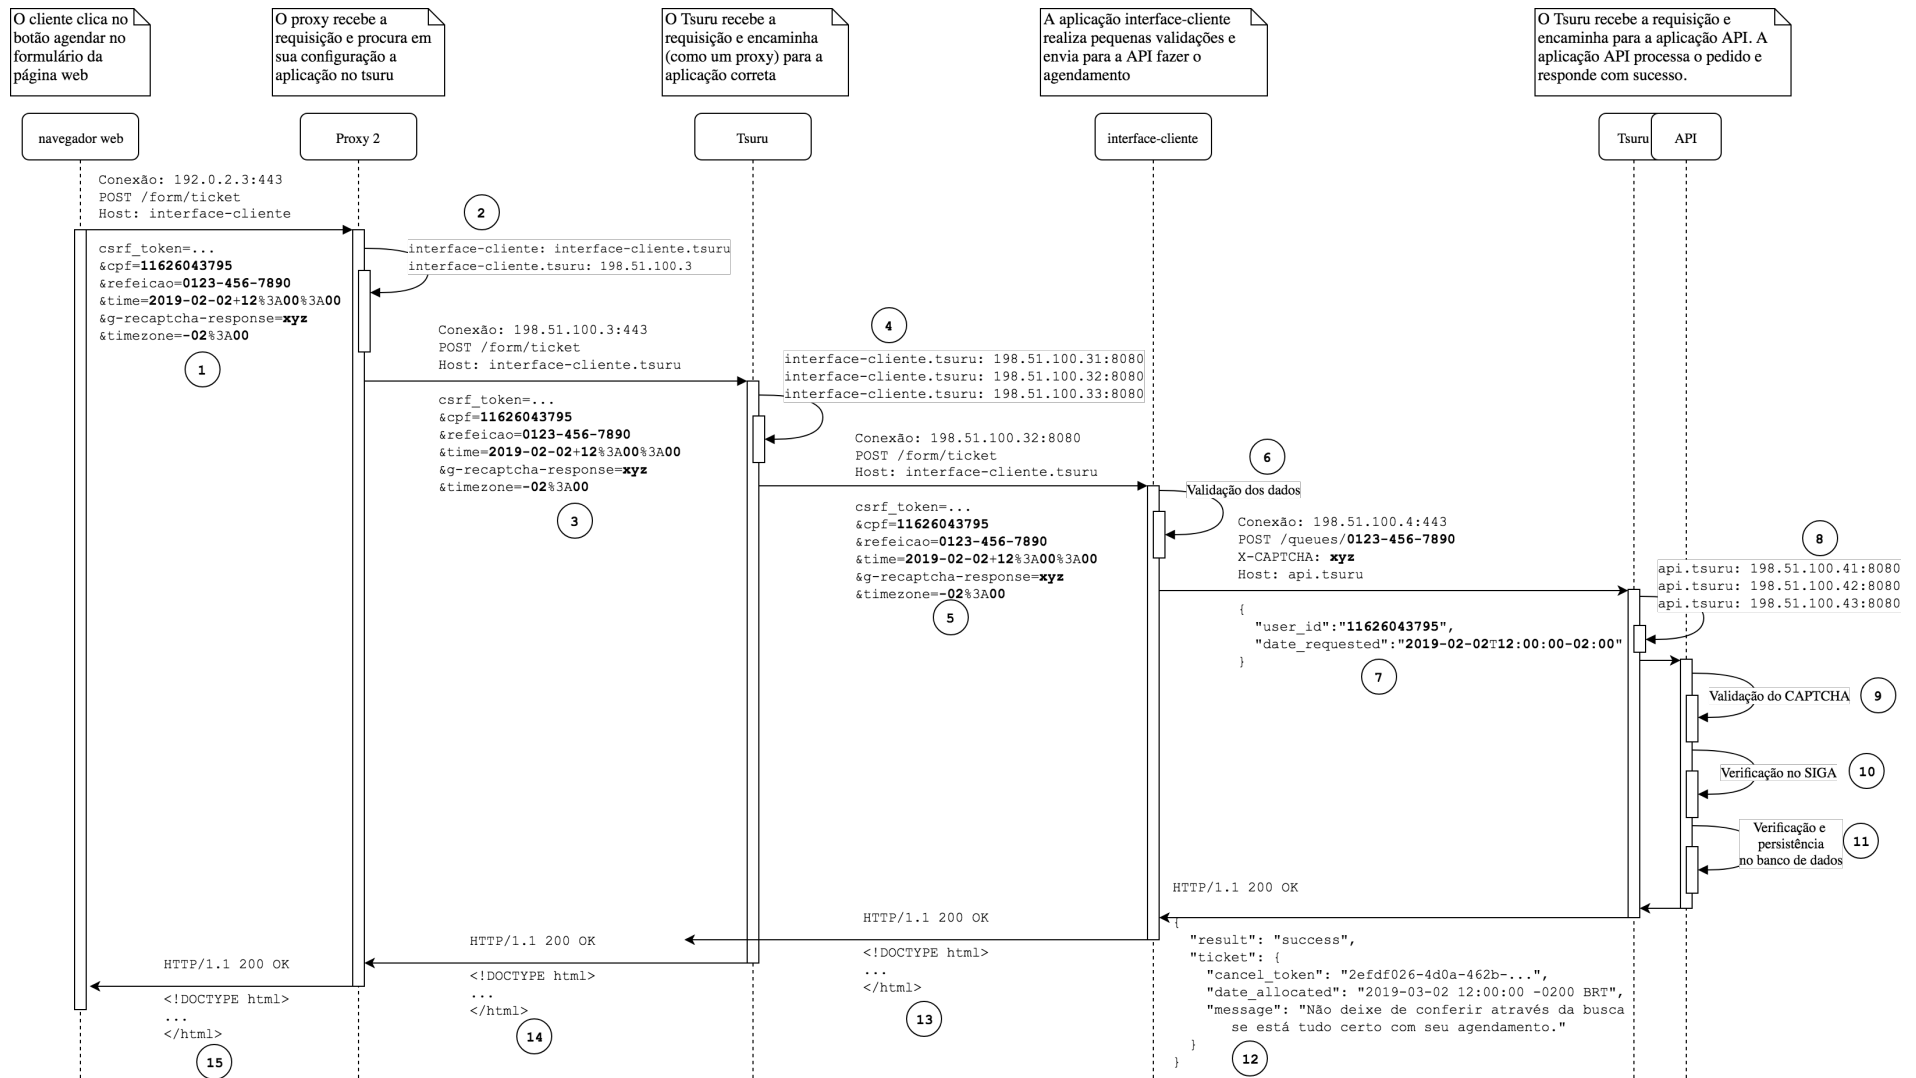 O cliente clica no
botão agendar no
formulário da
página web
O proxy recebe a
requisição e procura em
sua configuração a
aplicação no tsuru
O Tsuru recebe a
requisição e encaminha
(como um proxy) para a
aplicação correta
A aplicação interface-cliente
realiza pequenas validações e
envia para a API fazer o
agendamento
O Tsuru recebe a requisição e
encaminha para a aplicação API. A
aplicação API processa o pedido e
responde com sucesso.
navegador web
Proxy 2
Tsuru
interface-cliente
Tsuru
API
Conexão: 192.0.2.3:443
POST /form/ticket
Host: interface-cliente
csrf_token=...
&cpf=11626043795
&refeicao=0123-456-7890
&time=2019-02-02+12%3A00%3A00
&g-recaptcha-response=xyz
&timezone=-02%3A00
1
2
interface-cliente: interface-cliente.tsuru
interface-cliente.tsuru: 198.51.100.3
Conexão: 198.51.100.3:443
POST /form/ticket
Host: interface-cliente.tsuru
csrf_token=...
&cpf=11626043795
&refeicao=0123-456-7890
&time=2019-02-02+12%3A00%3A00
&g-recaptcha-response=xyz
&timezone=-02%3A00
3
4
interface-cliente.tsuru: 198.51.100.31:8080
interface-cliente.tsuru: 198.51.100.32:8080
interface-cliente.tsuru: 198.51.100.33:8080
Conexão: 198.51.100.32:8080
POST /form/ticket
Host: interface-cliente.tsuru
csrf_token=...
&cpf=11626043795
&refeicao=0123-456-7890
&time=2019-02-02+12%3A00%3A00
&g-recaptcha-response=xyz
&timezone=-02%3A00
5
6
Validação dos dados
Conexão: 198.51.100.4:443
POST /queues/0123-456-7890
X-CAPTCHA: xyz
Host: api.tsuru
{
"user_id":"11626043795",
"date_requested":"2019-02-02T12:00:00-02:00"
}
7
8
api.tsuru: 198.51.100.41:8080
api.tsuru: 198.51.100.42:8080
api.tsuru: 198.51.100.43:8080
Validação do CAPTCHA
9
Verificação no SIGA
10
Verificação e
persistência
no banco de dados
11
HTTP/1.1 200 OK
{
"result": "success",
"ticket": {
"cancel_token": "2efdf026-4d0a-462b-...",
"date_allocated": "2019-03-02 12:00:00 -0200 BRT",
"message": "Não deixe de conferir através da busca
se está tudo certo com seu agendamento."
}
}
12
HTTP/1.1 200 OK
<!DOCTYPE html>
...
</html>
13
HTTP/1.1 200 OK
<!DOCTYPE html>
...
</html>
14
HTTP/1.1 200 OK
<!DOCTYPE html>
...
</html>
15